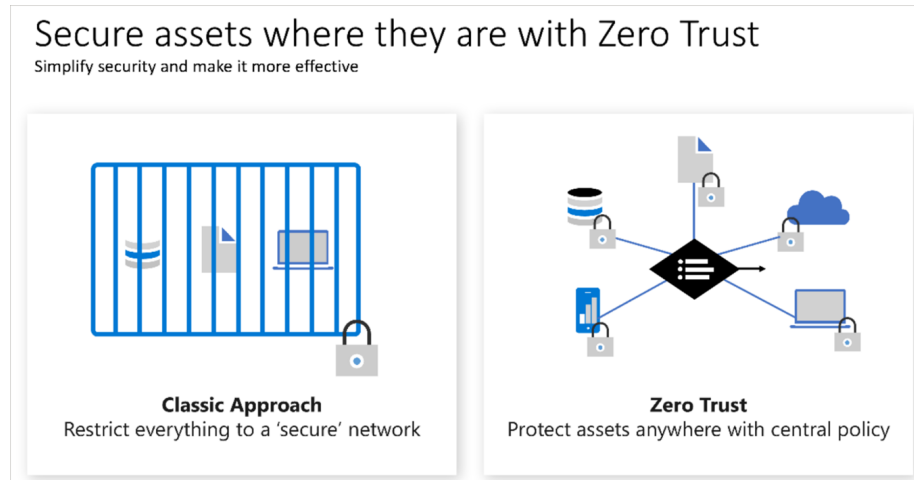 Secure assets where they are with Zero Trust
Simplify security and make it more effective
Classic Approach
Restrict everything to a ‘secure’ network
Zero Trust
Protect assets anywhere with central policy